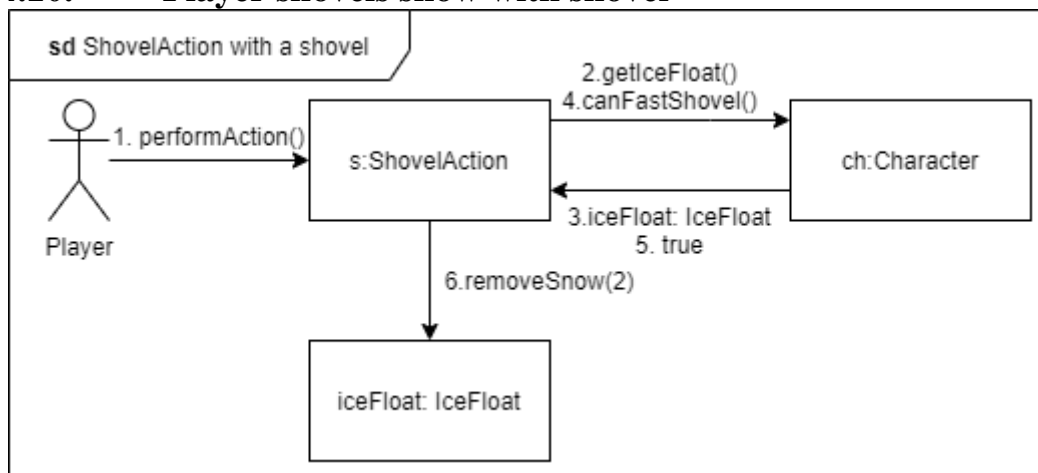 Player shovels snow with shovel
sd ShovelAction with a shovel
2.getIceFloat()
4.canFastShovel()
1. performAction()
s:ShovelAction
ch:Character
3.iceFloat: IceFloat
5. true
Player
6.removeSnow(2)
iceFloat: IceFloat